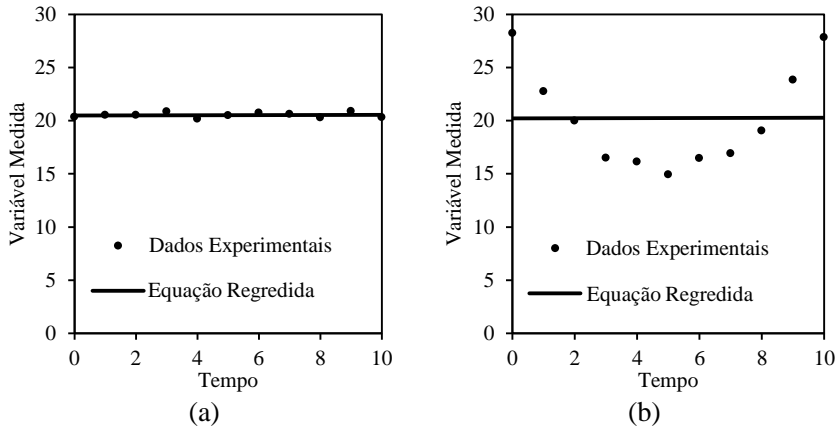 30
25
20
15
10
5
0
Variável Medida
Dados Experimentais
Equação Regredida
0 2 4 6 8 10
Tempo
(a)
30
25
20
15
10
5
0
Variável Medida
Dados Experimentais
Equação Regredida
0 2 4 6 8 10
Tempo
(b)